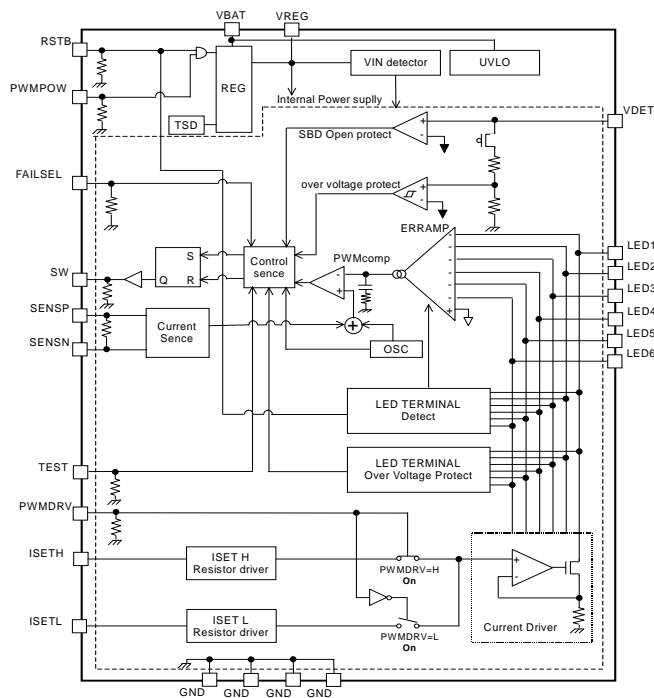 VBAT
VREG
RSTB
REG
VIN detector
UVLO
PWMPOW
Internal Power suplly
TSD
VDET
+
-
SBD Open protect
FAILSEL
over voltage protect
+
-
ERRAMP
LED1
S
Control
sence
PWMcomp
-
-
-
-
-
-
+
LED2
SW
Q
R
-
+
LED3
SENSP
Current
Sence
+
LED4
SENSN
OSC
LED5
LED6
LED TERMINAL
Detect
TEST
LED TERMINAL
Over Voltage Protect
PWMDRV
ISETH
ISET H
Resistor driver
PWMDRV=H
On
+
-
ISETL
ISET L
Resistor driver
PWMDRV=L
On
Current Driver
GND
GND
GND
GND